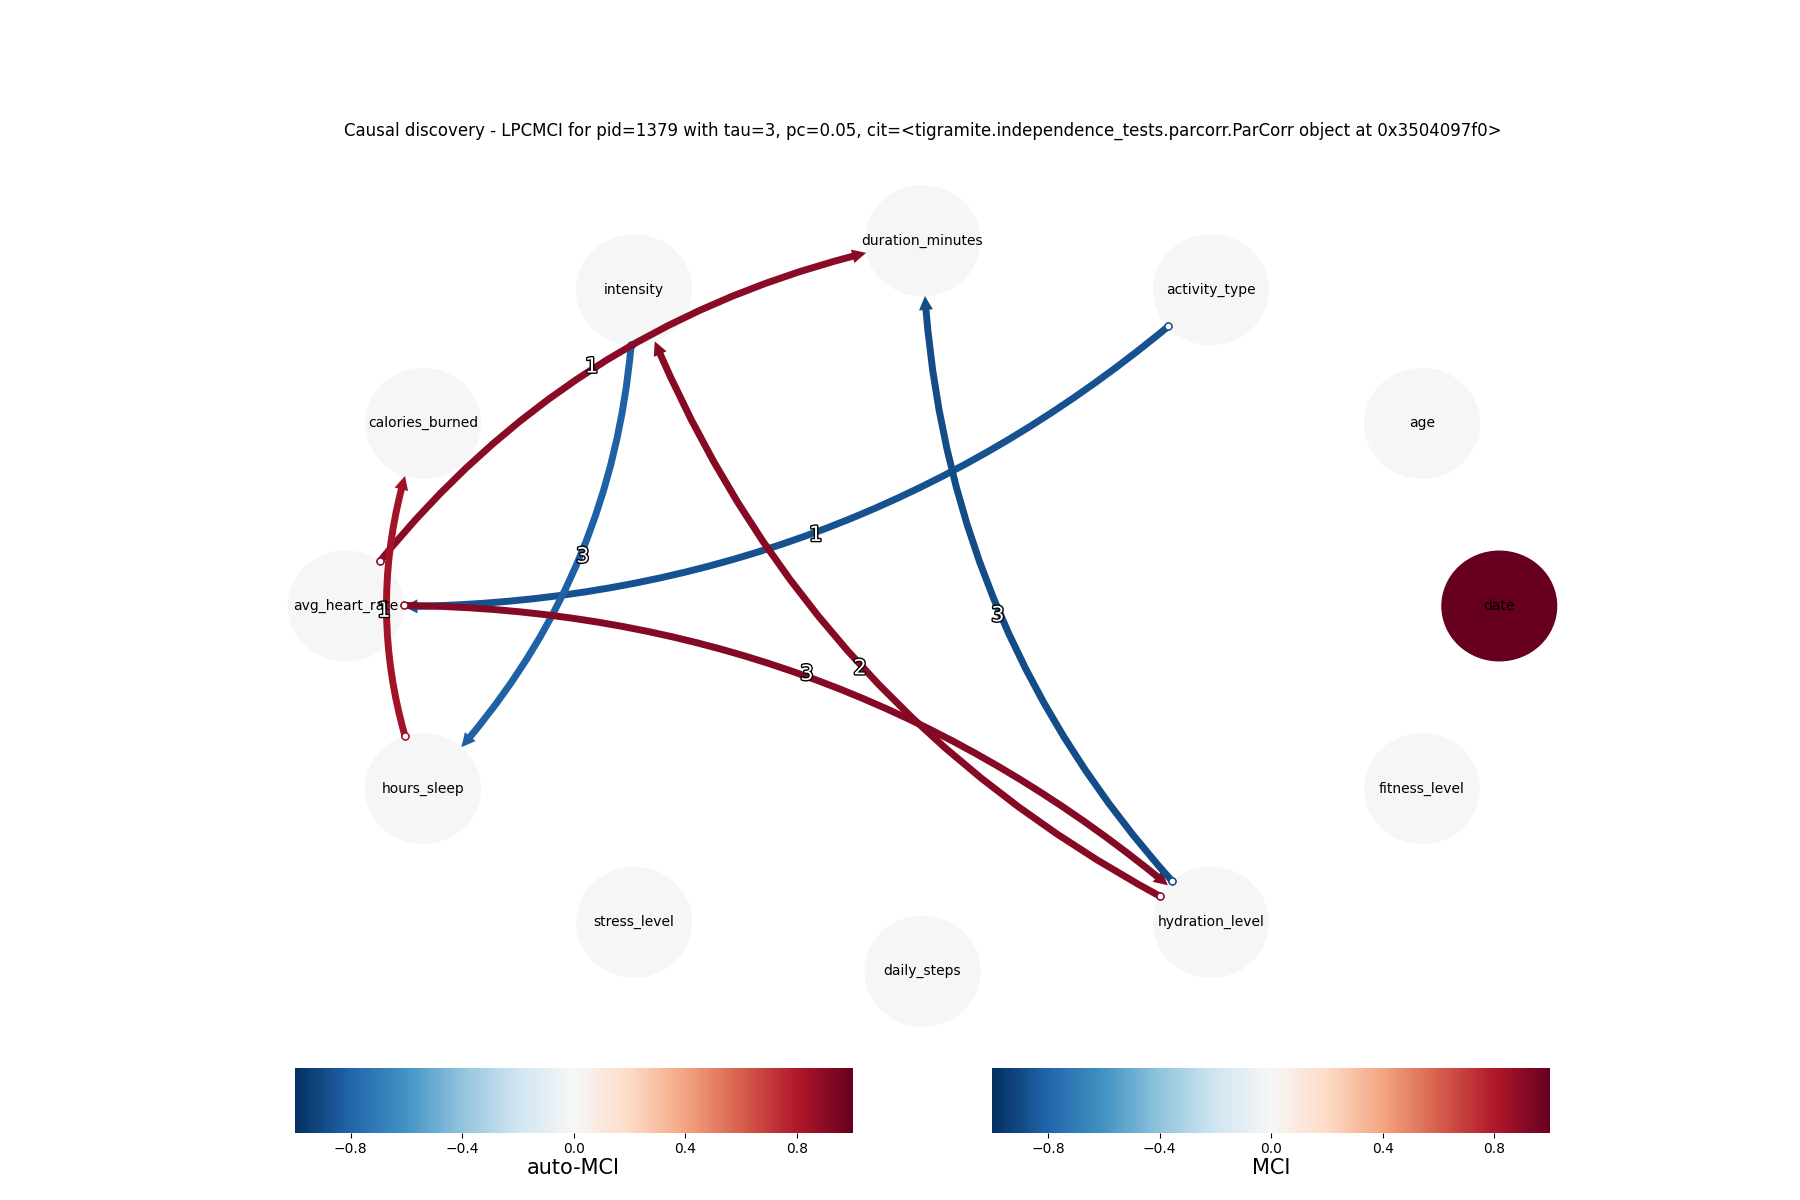 Causal discovery - LPCMCI for pid=1379 with tau=3, pc=0.05, cit=<tigramite.independence_tests.parcorr.ParCorr object at 0x3504097f0>
duration_minutes
intensity
activity_type
1
calories_burned
age
1
3
avg_heart_rate
1
date
3
2
3
hours_sleep
fitness_level
stress_level
hydration_level
daily_steps
−0.8 −0.4 0.0 0.4 0.8
auto-MCI
−0.8 −0.4 0.0 0.4 0.8
MCI